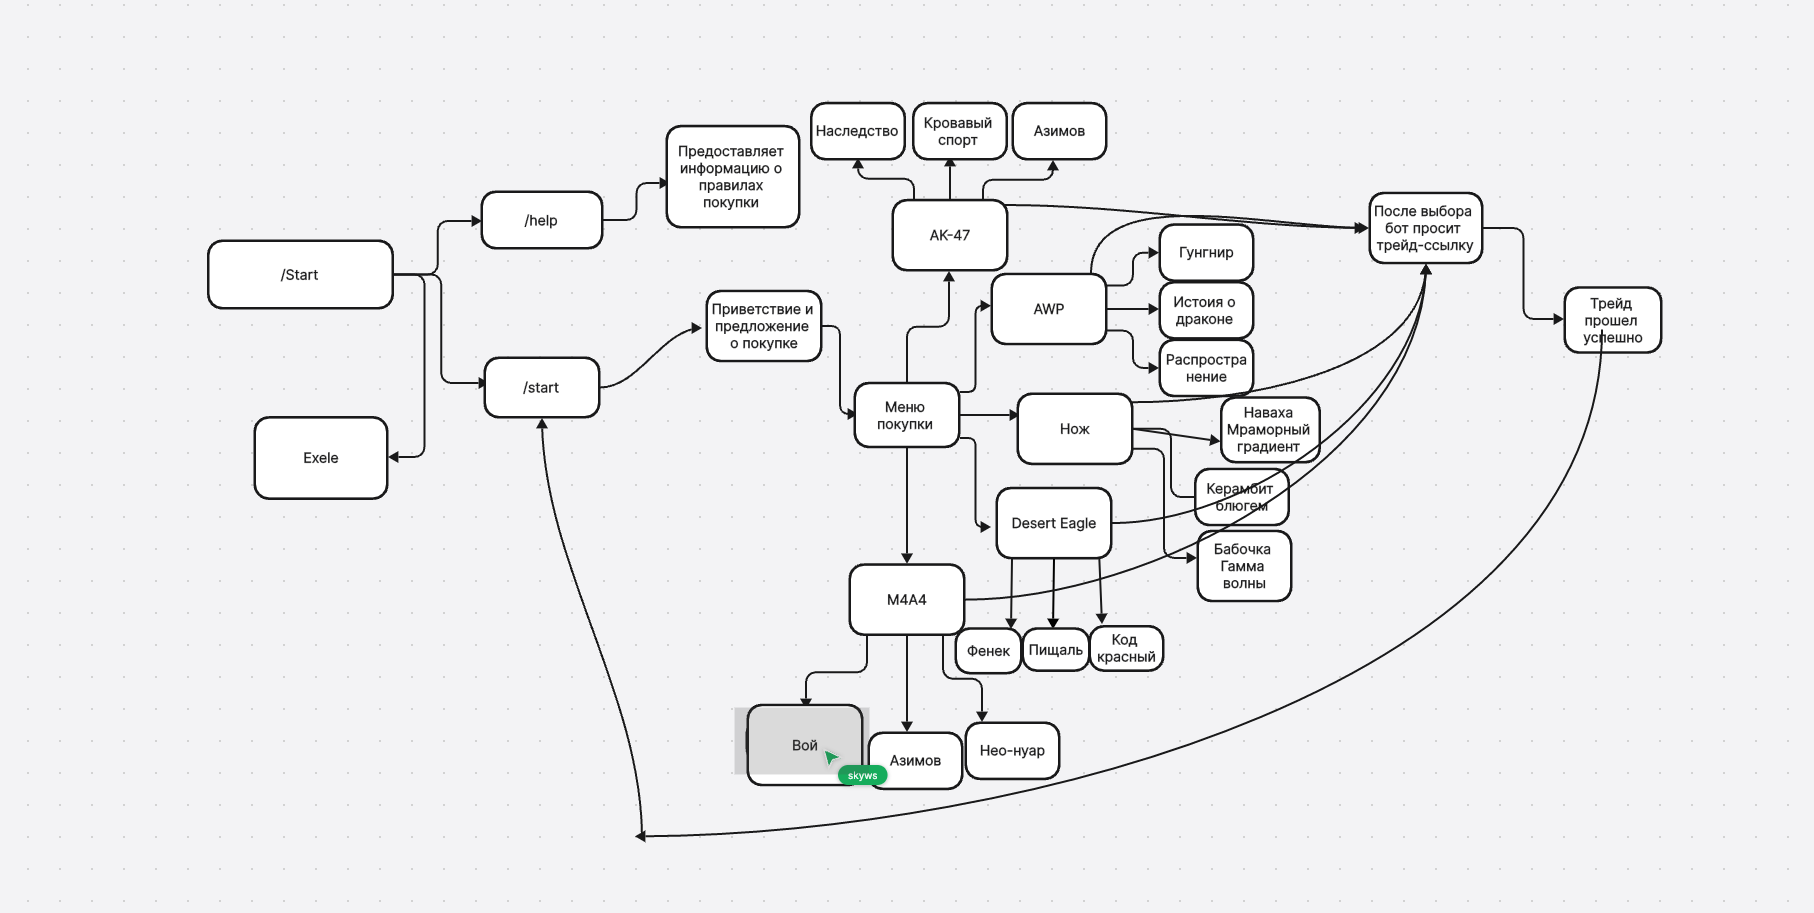 /Start
/help
Предоставляет
информацию о
правилах
покупки
Exele
/start
Приветствие и
предложение
о покупке
Меню
покупки
АК-47
Наследство
Кровавый
спорт
Азимов
AWP
Гунгнир
Истоия о
драконе
Распростра
нение
Нож
Наваха
Мраморный
градиент
Керамбит
блюгем
Бабочка
Гамма
волны
Desert Eagle
Фенек
Пищаль
Код
красный
М4А4
Вой
skyws
Азимов
Нео-нуар
После выбора
бот просит
трейд-ссылку
Трейд
прошел
успешно